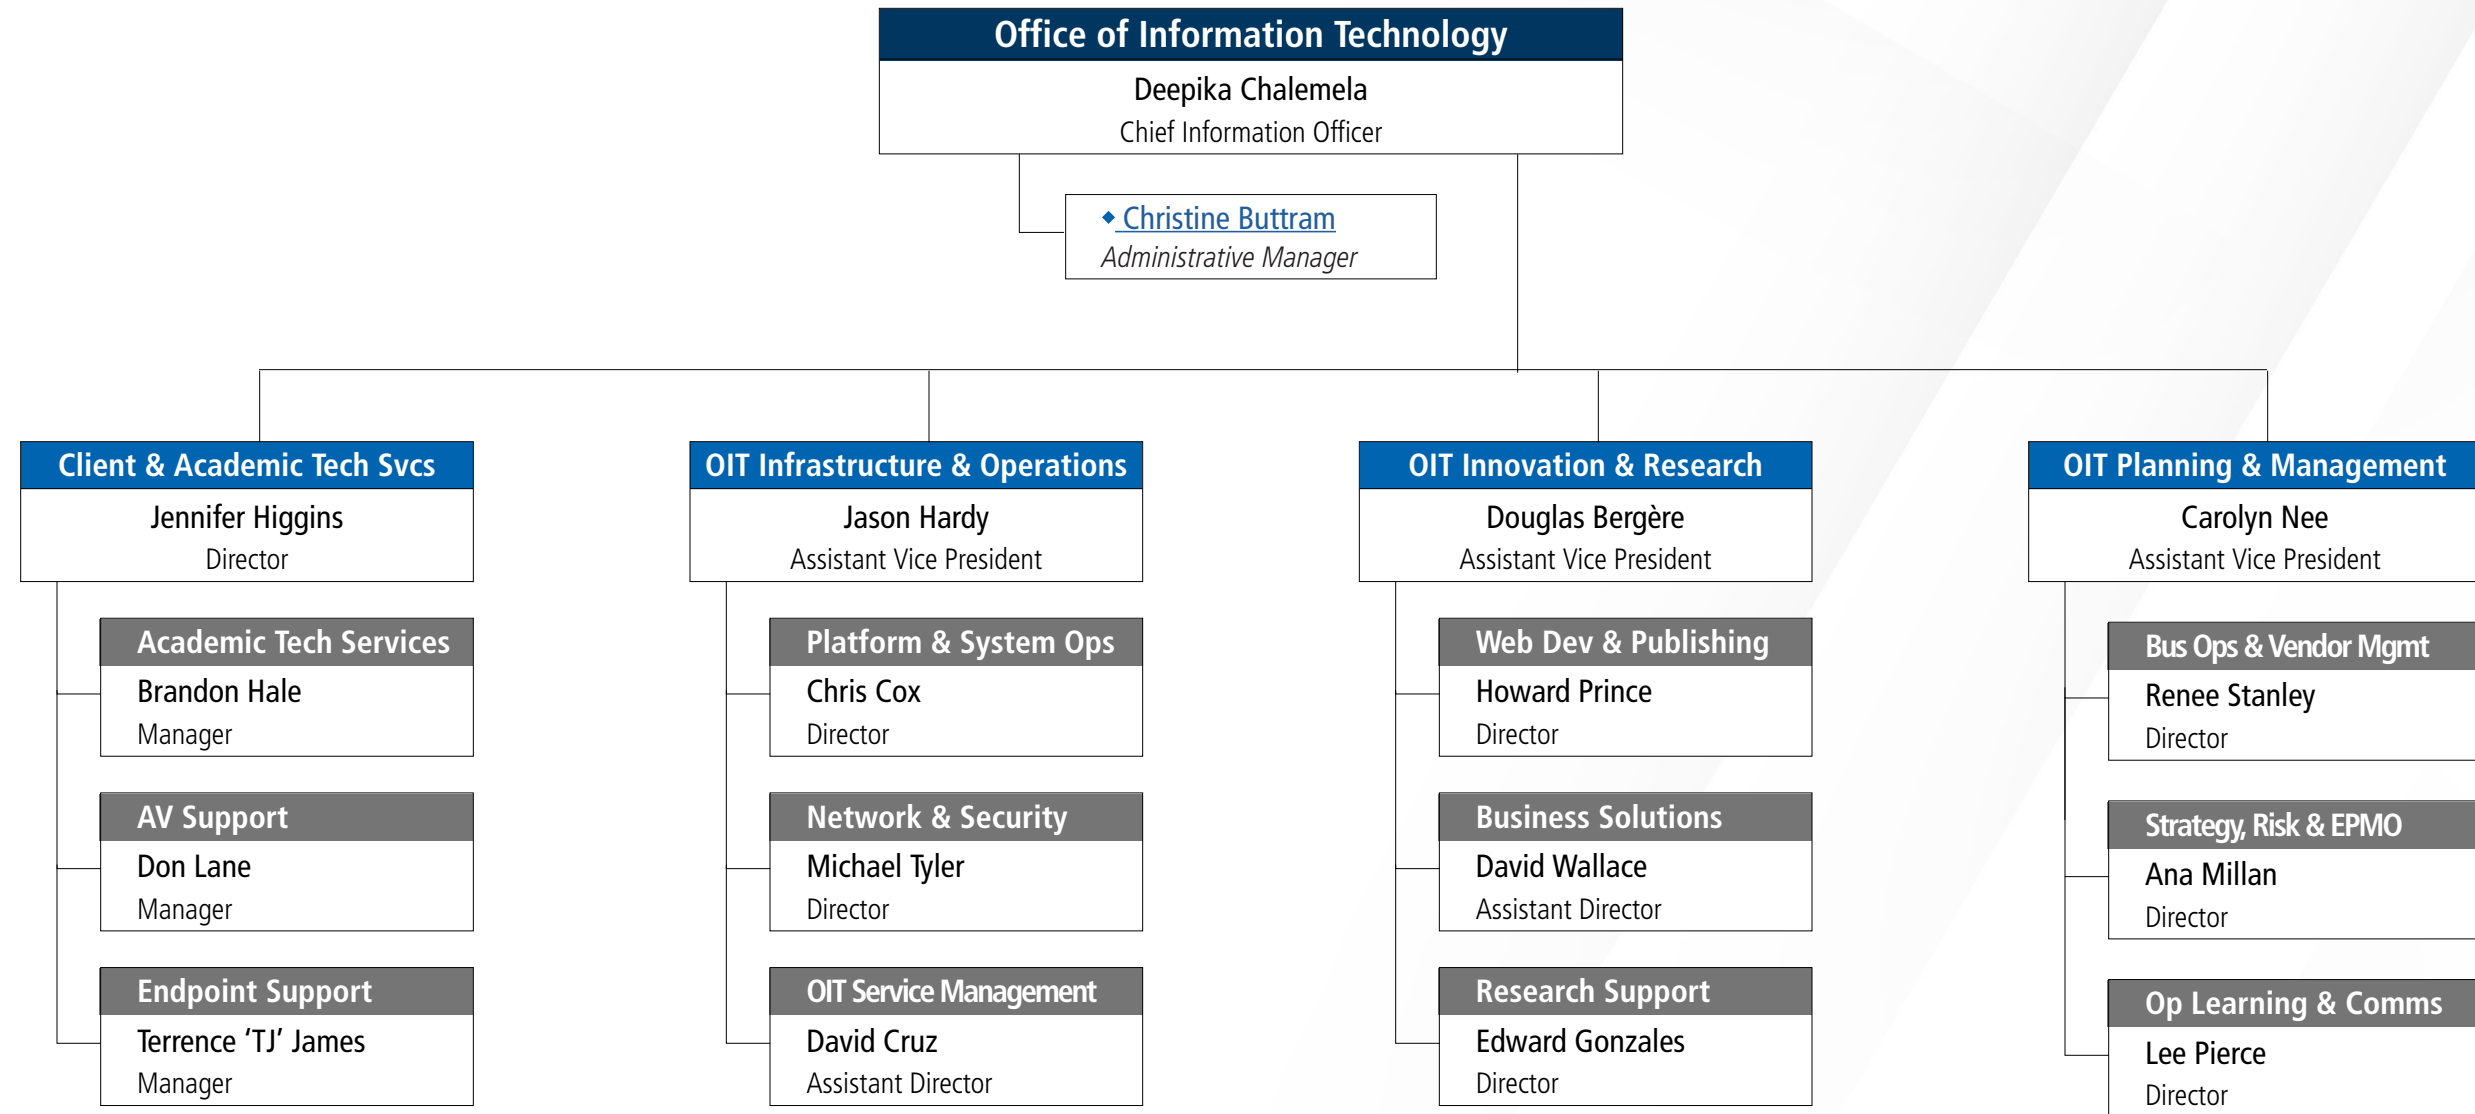 Office of Information Technology
Deepika Chalemela
Chief Information Officer
◆ Christine Buttram
Administrative Manager
Client & Academic Tech Svcs
Jennifer Higgins
Director
Academic Tech Services
Brandon Hale
Manager
AV Support
Don Lane
Manager
Endpoint Support
Terrence ‘TJ’ James
Manager
OIT Infrastructure & Operations
Jason Hardy
Assistant Vice President
Platform & System Ops
Chris Cox
Director
Network & Security
Michael Tyler
Director
OIT Service Management
David Cruz
Assistant Director
OIT Innovation & Research
Douglas Bergère
Assistant Vice President
Web Dev & Publishing
Howard Prince
Director
Business Solutions
David Wallace
Assistant Director
Research Support
Edward Gonzales
Director
OIT Planning & Management
Carolyn Nee
Assistant Vice President
Bus Ops & Vendor Mgmt
Renee Stanley
Director
Strategy, Risk & EPMO
Ana Millan
Director
Op Learning & Comms
Lee Pierce
Director